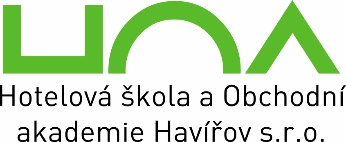 Hotelová škola a Obchodní
akademie Havířov s.r.o.